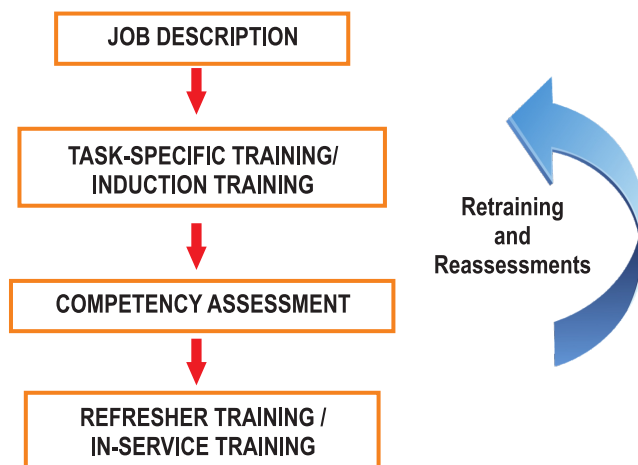 JOB DESCRIPTION
TASK-SPECIFIC TRAINING/
INDUCTION TRAINING
Retraining
and
Reassessments
COMPETENCY ASSESSMENT
REFRESHER TRAINING /
IN-SERVICE TRAINING